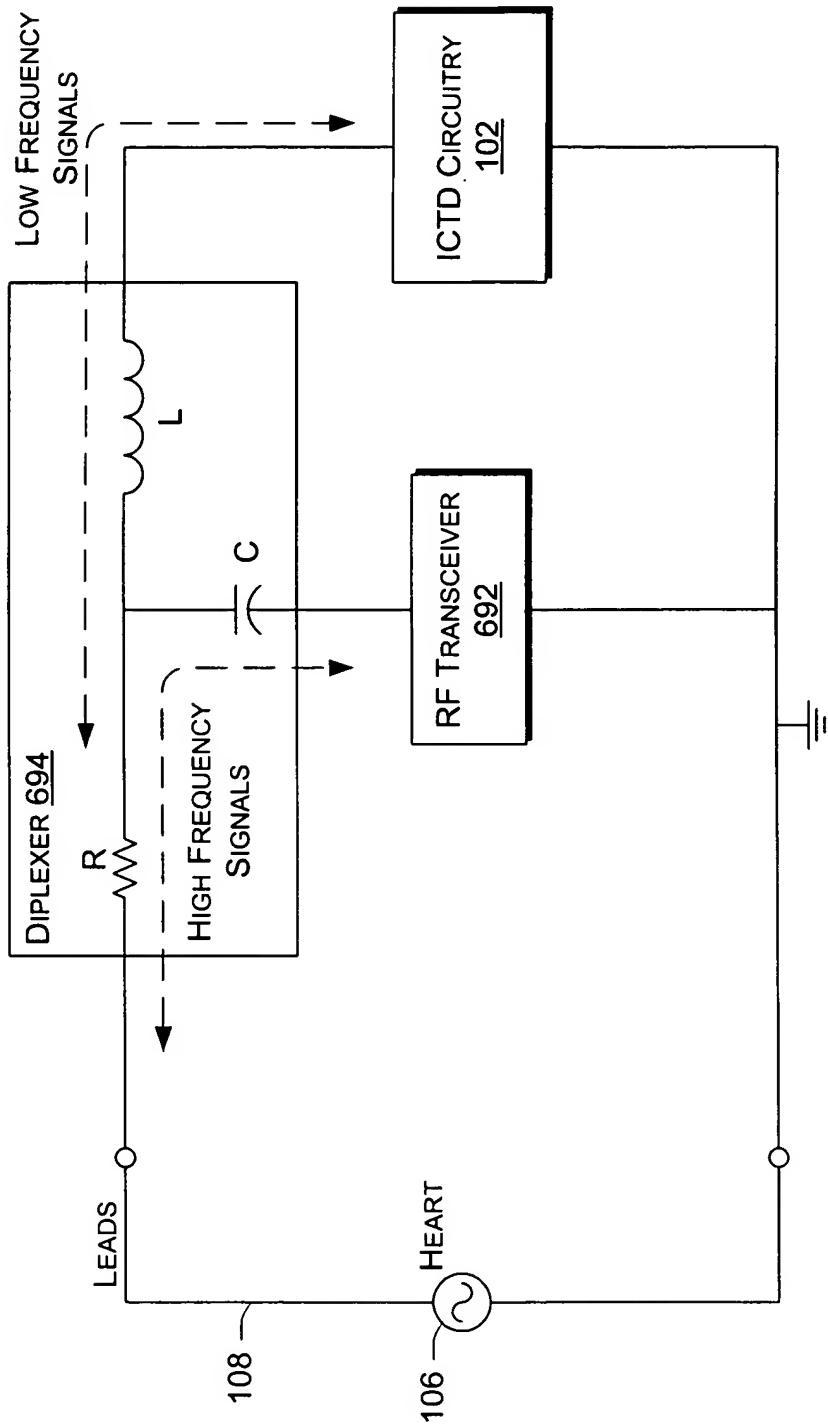 LOW FREQUENCY
SIGNALS
DIPLEXER 694
R
L
C
HIGH FREQUENCY
SIGNALS
LEADS
108
HEART
106
RF TRANSCEIVER
692
ICTD CIRCUITRY
102